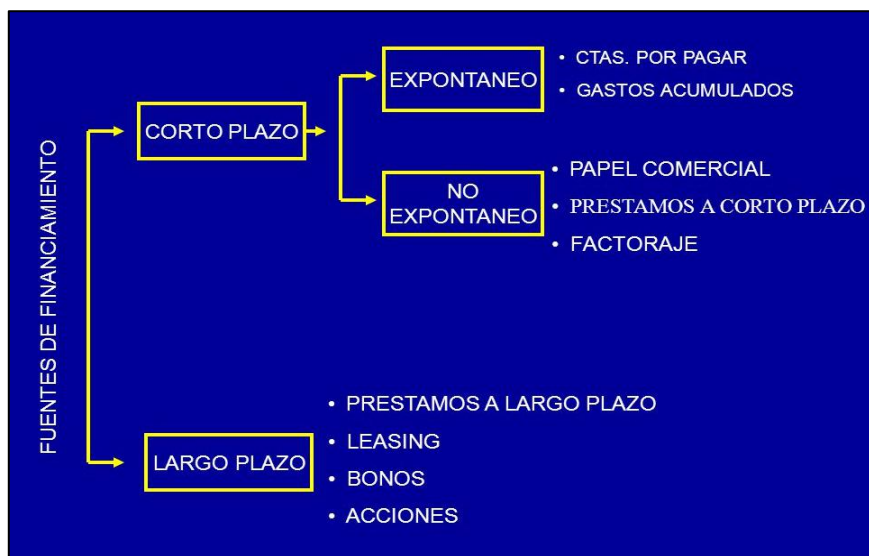 FUENTES DE FINANCIAMIENTO
CORTO PLAZO
EXPONTANEO
• CTAS. POR PAGAR
• GASTOS ACUMULADOS
NO
EXPONTANEO
• PAPEL COMERCIAL
• PRESTAMOS A CORTO PLAZO
• FACTORAJE
LARGO PLAZO
• PRESTAMOS A LARGO PLAZO
• LEASING
• BONOS
• ACCIONES